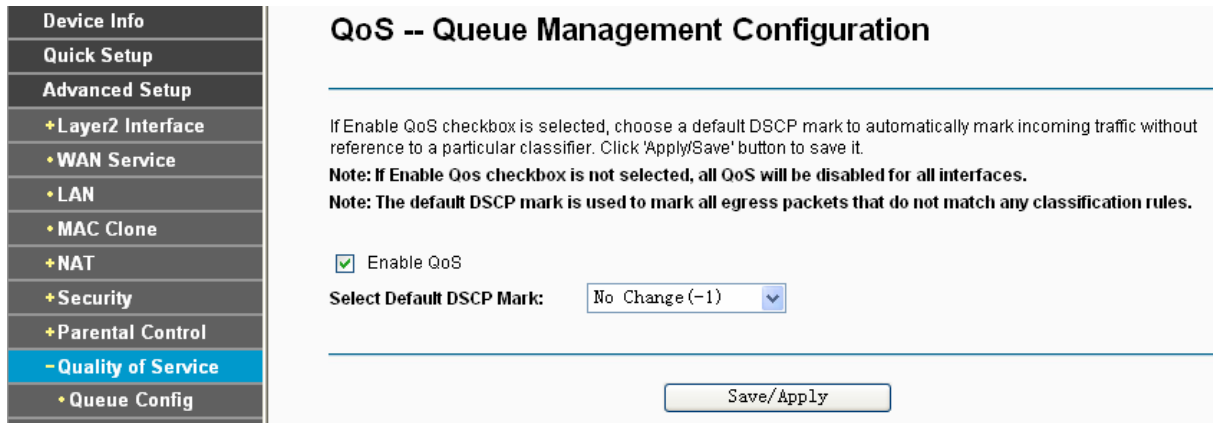 Device Info
Quick Setup
Advanced Setup
+Layer2 Interface
•WAN Service
•LAN
•MAC Clone
+NAT
+Security
+Parental Control
-Quality of Service
•Queue Config
QoS -- Queue Management Configuration
If Enable QoS checkbox is selected, choose a default DSCP mark to automatically mark incoming traffic without
reference to a particular classifier. Click 'Apply/Save' button to save it.
Note: If Enable Qos checkbox is not selected, all QoS will be disabled for all interfaces.
Note: The default DSCP mark is used to mark all egress packets that do not match any classification rules.
Enable QoS
Select Default DSCP Mark: No Change(-1)
Save/Apply